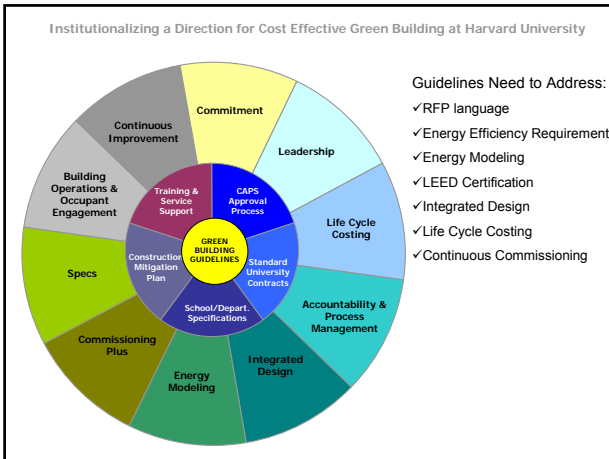 Institutionalizing a Direction for Cost Effective Green Building at Harvard University
Commitment
Leadership
Life Cycle
Costing
Accountability &
Process
Management
Integrated
Design
Energy
Modeling
Commissioning
Plus
Specs
Building
Operations &
Occupant
Engagement
Continuous
Improvement
Training &
Service
Support
CAPS
Approval
Process
Standard
University
Contracts
School/Depart.
Specifications
Construction
Mitigation
Plan
GREEN
BUILDING
GUIDELINES
Guidelines Need to Address:
✓RFP language
✓Energy Efficiency Requirement
✓Energy Modeling
✓LEED Certification
✓Integrated Design
✓Life Cycle Costing
✓Continuous Commissioning